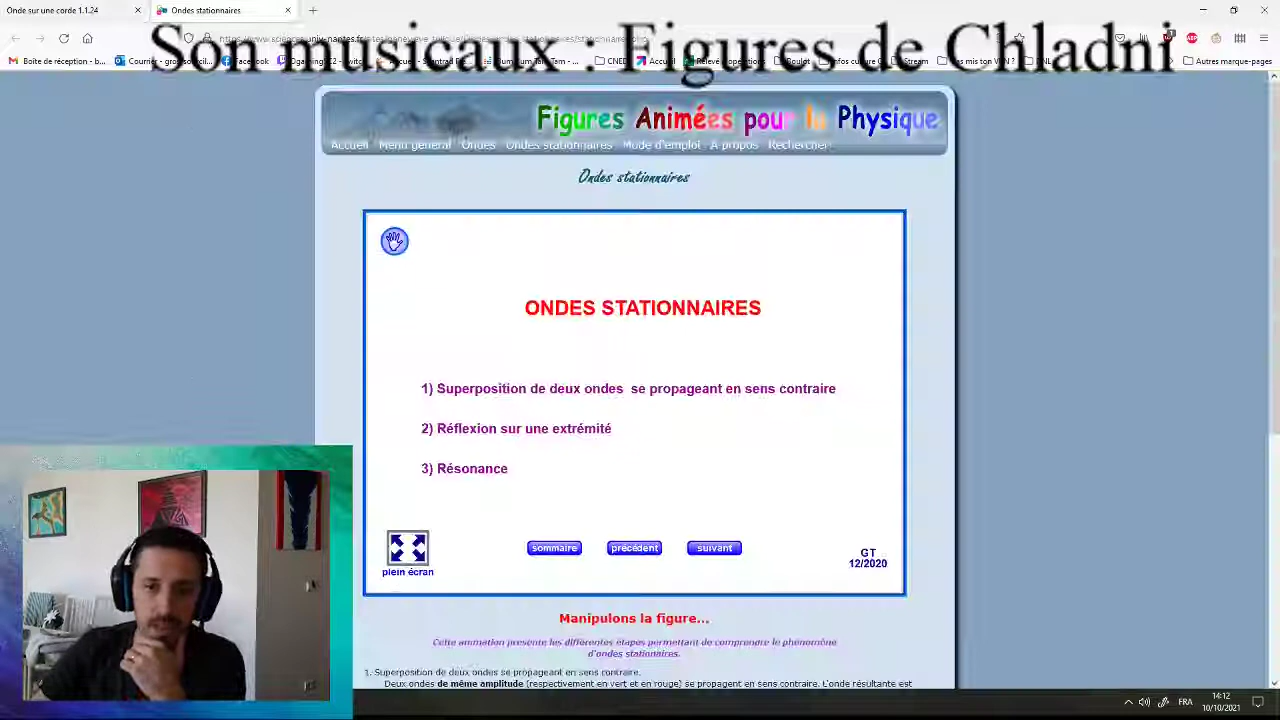 Onde sur une corde 1.1.24
Ondes stationnaires
Son musicaux : Figures de Chladni
Boîte de réception - b...
Facebook
Accueil
Autres marque-pages
Figures Animées pour la Physique
Accueil Menu général Ondes Ondes stationnaires Mode d'emploi A propos Rechercher
Ondes stationnaires
ONDES STATIONNAIRES
1) Superposition de deux ondes se propageant en sens contraire
2) Réflexion sur une extrémité
3) Résonance
plein écran
sommaire
précédent
suivant
GT
12/2020
Manipulons la figure...
Cette animation présente les différentes étapes permettant de comprendre le phénomène
d'ondes stationnaires.
1. Superposition de deux ondes se propageant en sens contraire.
Deux ondes de même amplitude (respectivement en vert et en rouge) se propagent en sens contraire. L'onde résultante est
FRA
14:12
10/10/2021